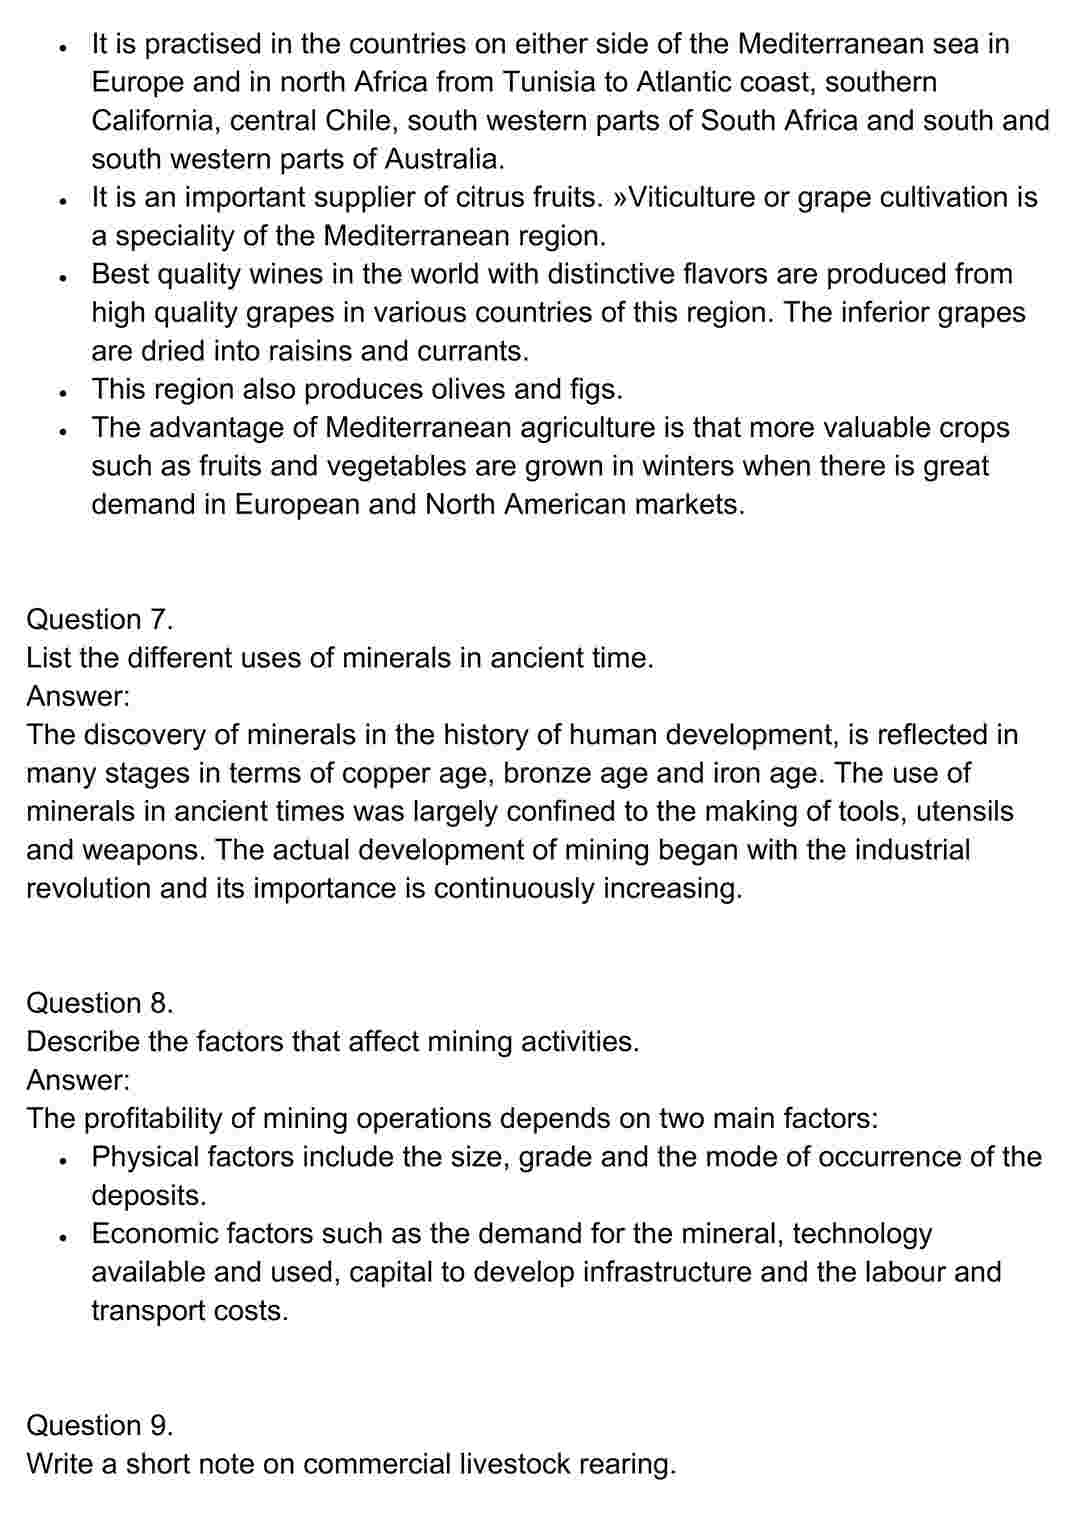 • It is practised in the countries on either side of the Mediterranean sea in
Europe and in north Africa from Tunisia to Atlantic coast, southern
California, central Chile, south western parts of South Africa and south and
south western parts of Australia.
• It is an important supplier of citrus fruits. »Viticulture or grape cultivation is
a speciality of the Mediterranean region.
• Best quality wines in the world with distinctive flavors are produced from
high quality grapes in various countries of this region. The inferior grapes
are dried into raisins and currants.
• This region also produces olives and figs.
• The advantage of Mediterranean agriculture is that more valuable crops
such as fruits and vegetables are grown in winters when there is great
demand in European and North American markets.
Question 7.
List the different uses of minerals in ancient time.
Answer:
The discovery of minerals in the history of human development, is reflected in
many stages in terms of copper age, bronze age and iron age. The use of
minerals in ancient times was largely confined to the making of tools, utensils
and weapons. The actual development of mining began with the industrial
revolution and its importance is continuously increasing.
Question 8.
Describe the factors that affect mining activities.
Answer:
The profitability of mining operations depends on two main factors:
• Physical factors include the size, grade and the mode of occurrence of the
deposits.
• Economic factors such as the demand for the mineral, technology
available and used, capital to develop infrastructure and the labour and
transport costs.
Question 9.
Write a short note on commercial livestock rearing.